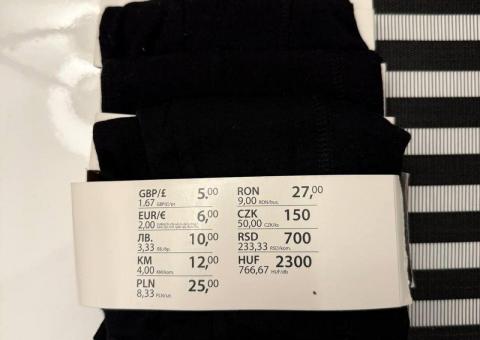 GBP/£ 5.00
1.67 GBP/pr
EUR/€ 6,00
2,00
ЛВ. 10,00
3,33
KM 12,00
4,00 KM/kom.
PLN 25,00
8,33 PLN/szt.
RON 27,00
9,00 RON/buc.
CZK 150
50,00 CZK/ks
RSD 700
233,33 RSD/kom
HUF 2300
766,67 HUF/db